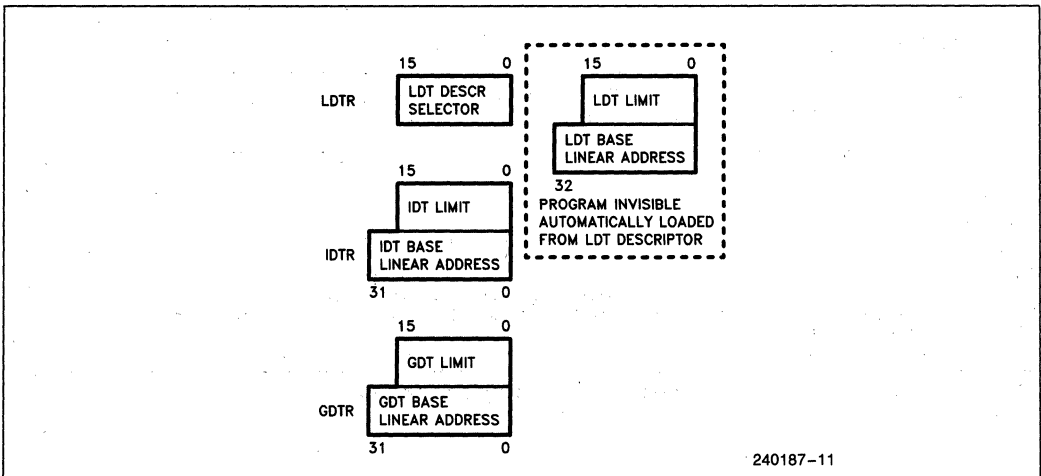 15 0
LDTR
LDT DESCR
SELECTOR
15 0
LDT LIMIT
LDT BASE
LINEAR ADDRESS
32
PROGRAM INVISIBLE
AUTOMATICALLY LOADED
FROM LDT DESCRIPTOR
15 0
IDTR
IDT LIMIT
IDT BASE
LINEAR ADDRESS
31 0
15 0
GDTR
GDT LIMIT
GDT BASE
LINEAR ADDRESS
31 0
240187-11